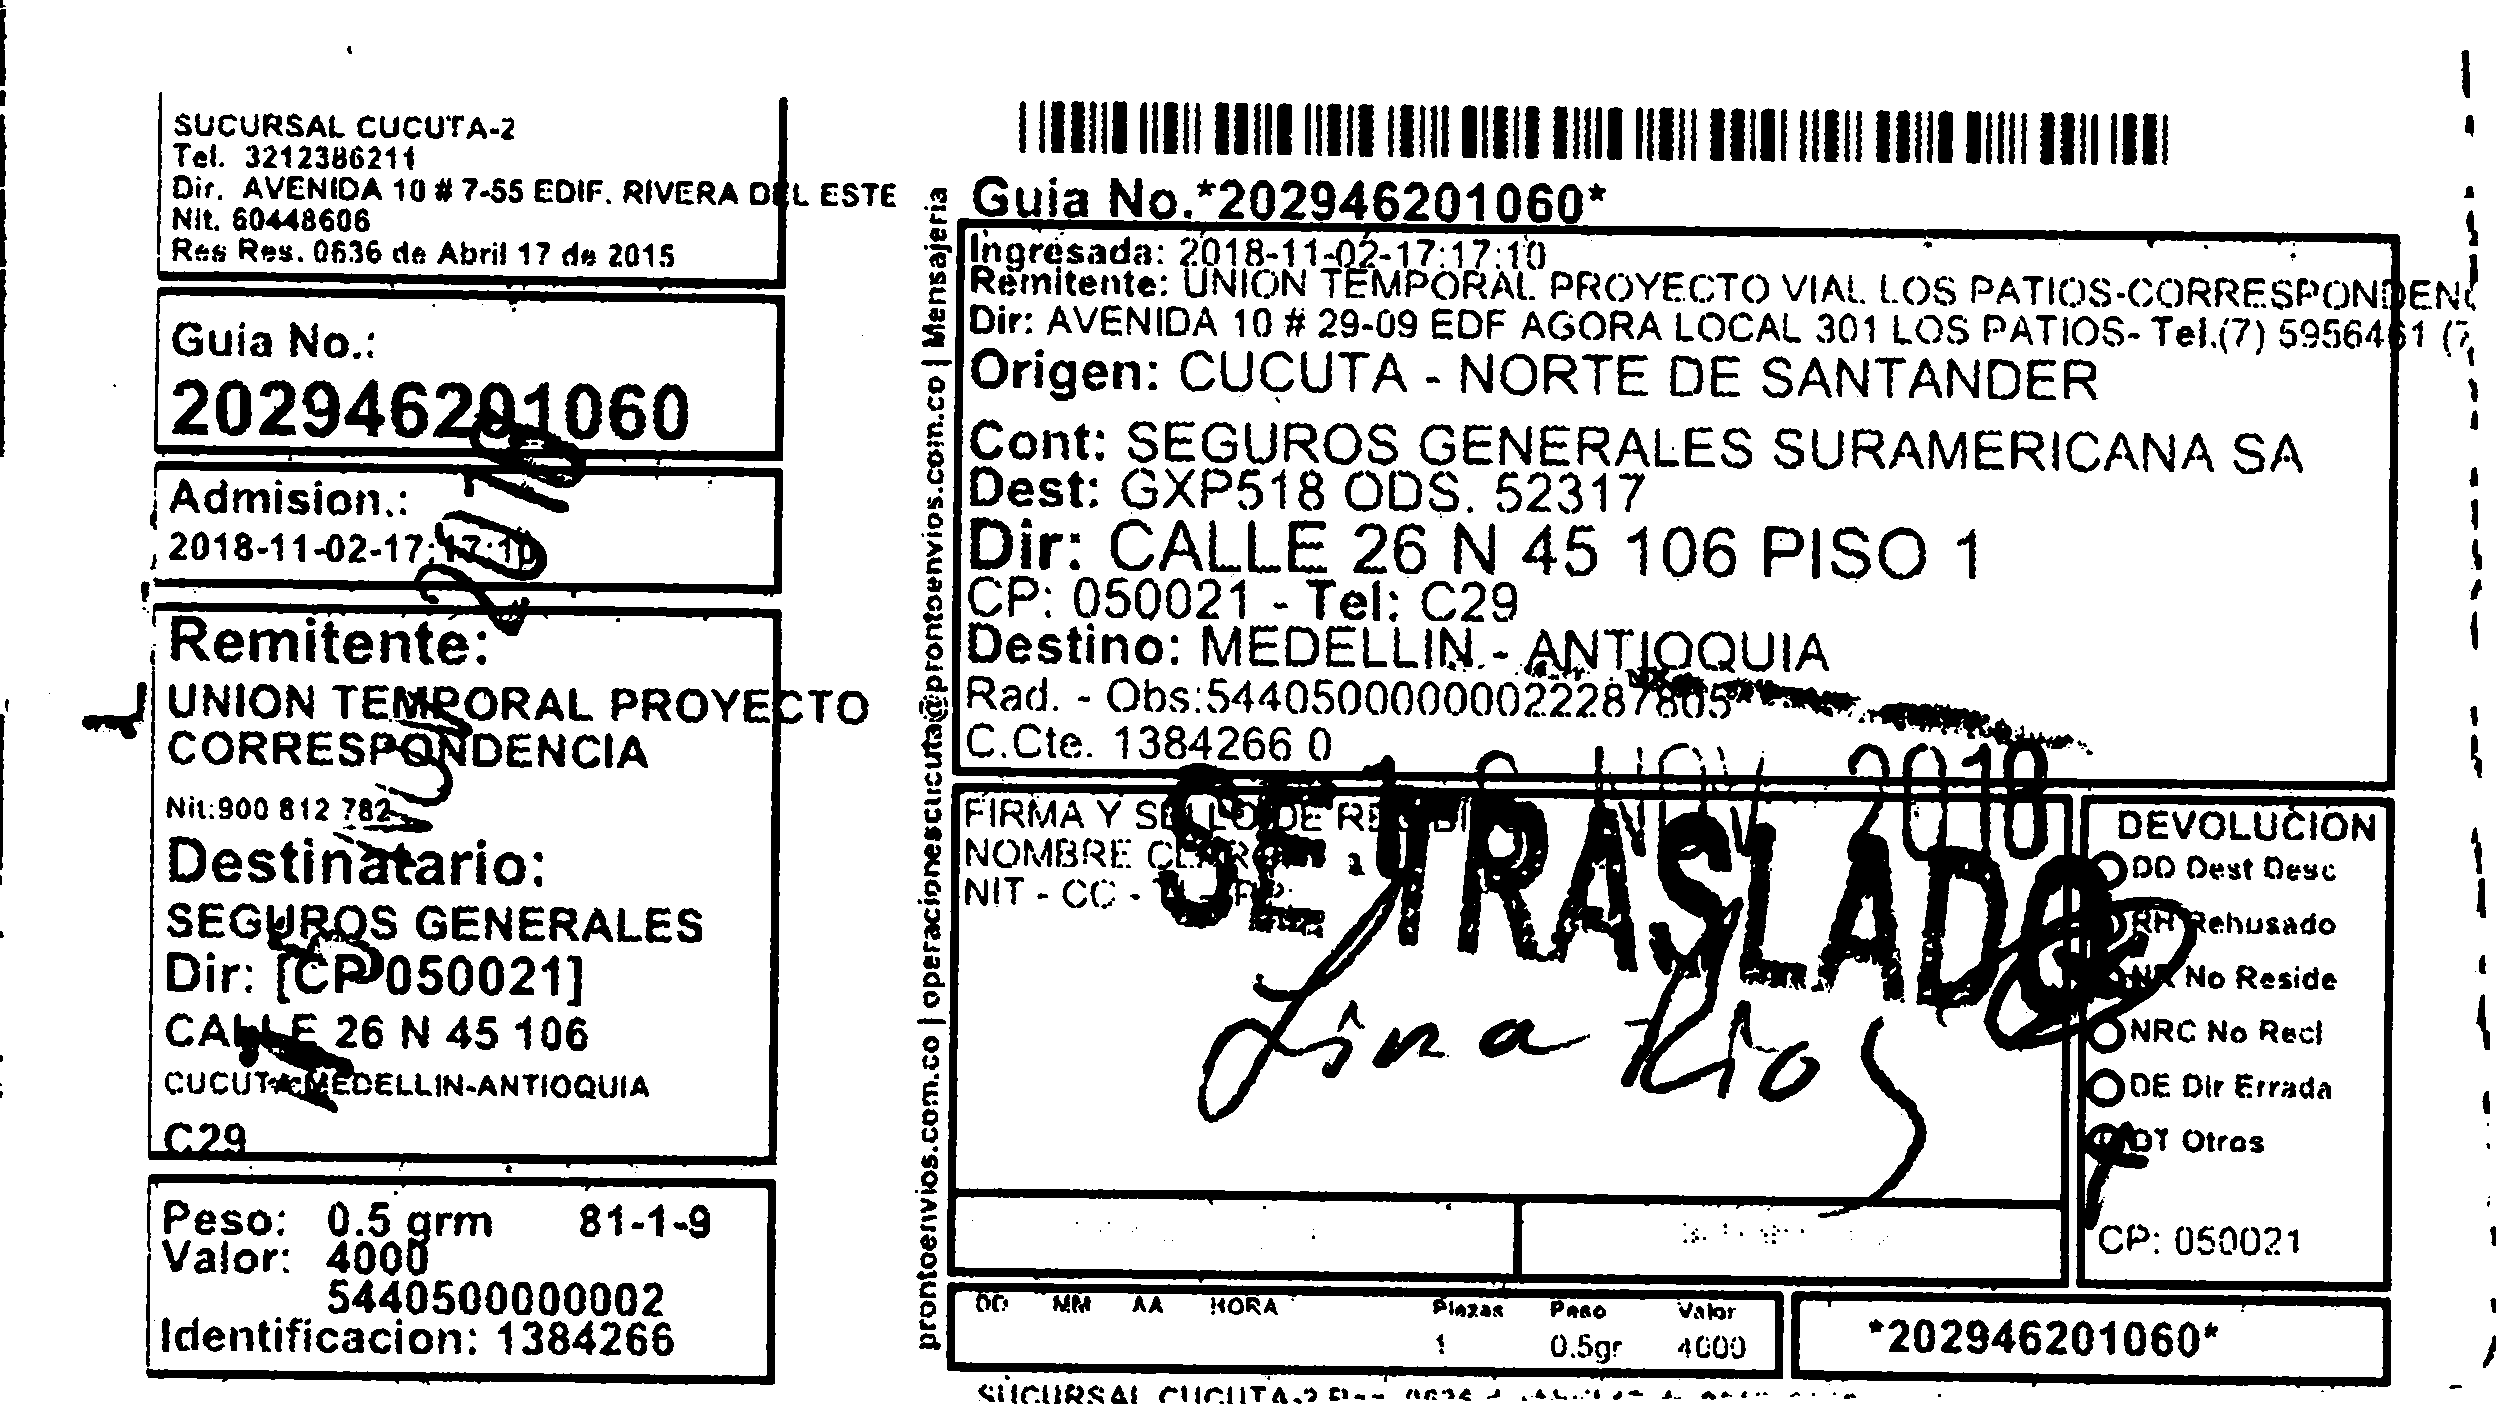 SUCURSAL CUCUTA-2
Tel. 3212386211
Dir. AVENIDA 10 # 7-55 EDIF. RIVERA DEL ESTE
Nit. 60448606
Res Res. 0636 de Abril 17 de 2015
Guia No.:
202946201060
Admision.:
2018-11-02-17:17:10
Remitente:
UNION TEMPORAL PROYECTO
CORRESPONDENCIA
Nit:900 812 782
Destinatario:
SEGUROS GENERALES
Dir: [CP 050021]
CALLE 26 N 45 106
CUCUTA-MEDELLIN-ANTIOQUIA
C29
Peso: 0.5 grm 81-1-9
Valor: 4000
5440500000002
Identificacion: 1384266
prontoenvios.com.co | operacionescucuta@prontoenvios.com.co | Mensajeria
Guia No.*202946201060*
Ingresada: 2018-11-02-17:17:10
Remitente: UNION TEMPORAL PROYECTO VIAL LOS PATIOS-CORRESPONDENC
Dir: AVENIDA 10 # 29-09 EDF AGORA LOCAL 301 LOS PATIOS- Tel.(7) 5956461 (7
Origen: CUCUTA - NORTE DE SANTANDER
Cont: SEGUROS GENERALES SURAMERICANA SA
Dest: GXP518 ODS. 52317
Dir: CALLE 26 N 45 106 PISO 1
CP: 050021 - Tel: C29
Destino: MEDELLIN - ANTIOQUIA
Rad. - Obs:5440500000022287805
C.Cte. 1384266 0
NOV 2018
FIRMA Y SELLO DE RECIBI
SE TRASLADO
NOMBRE CLARO
NIT - CC -
Lina Rios
DEVOLUCION
DD Dest Desc
RH Rehusado
NR No Reside
NRC No Recl
DE Dir Errada
OT Otros
CP: 050021
DD MM AA HORA Piezas Peso Valor
1 0.5gr 4000
*202946201060*
SUCURSAL CUCUTA-2